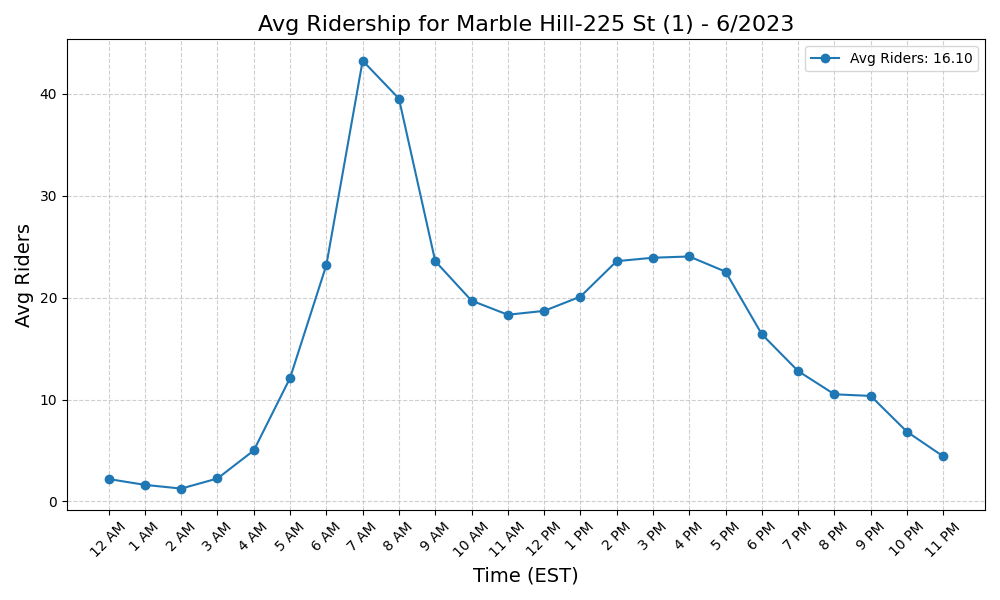 Avg Ridership for Marble Hill-225 St (1) - 6/2023
Avg Riders: 16.10
Avg Riders
40
30
20
10
0
12 AM
1 AM
2 AM
3 AM
4 AM
5 AM
6 AM
7 AM
8 AM
9 AM
10 AM
11 AM
12 PM
1 PM
2 PM
3 PM
4 PM
5 PM
6 PM
7 PM
8 PM
9 PM
10 PM
11 PM
Time (EST)